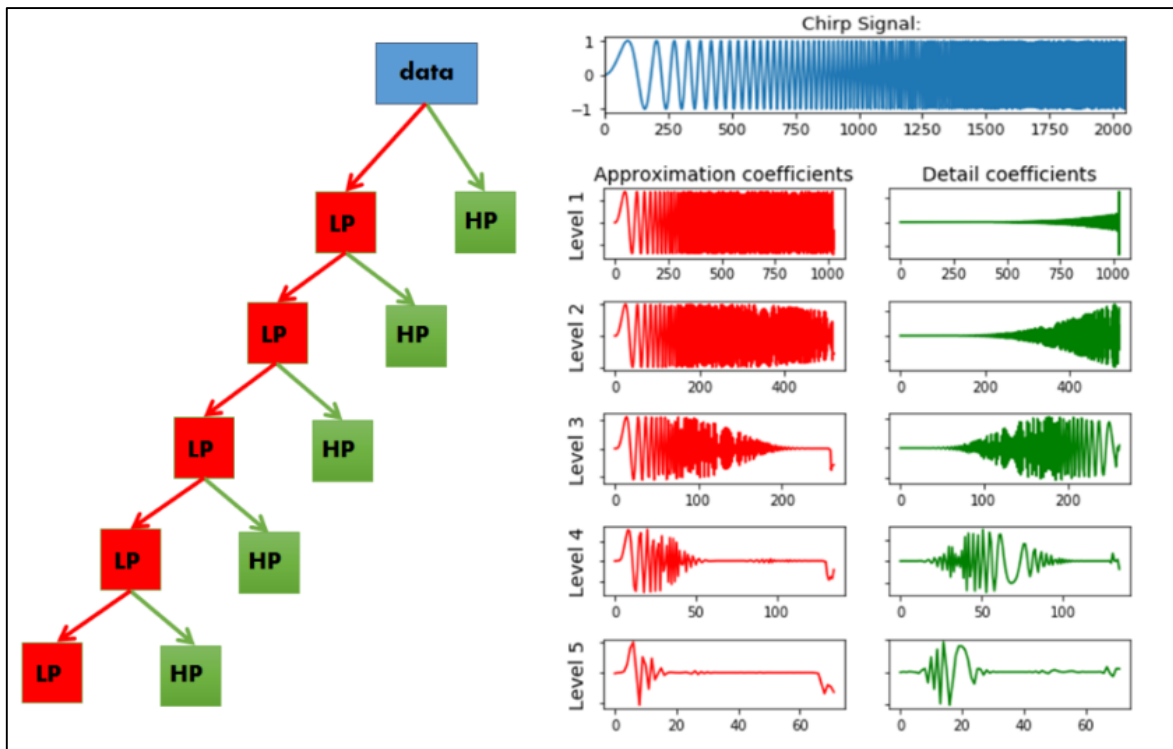 data
LP HP
LP HP
LP HP
LP HP
LP HP
Chirp Signal:
1
0
−1
0 250 500 750 1000 1250 1500 1750 2000
Approximation coefficients Detail coefficients
Level 1
0 250 500 750 1000 0 250 500 750 1000
Level 2
0 200 400 0 200 400
Level 3
0 100 200 0 100 200
Level 4
0 50 100 0 50 100
Level 5
0 20 40 60 0 20 40 60